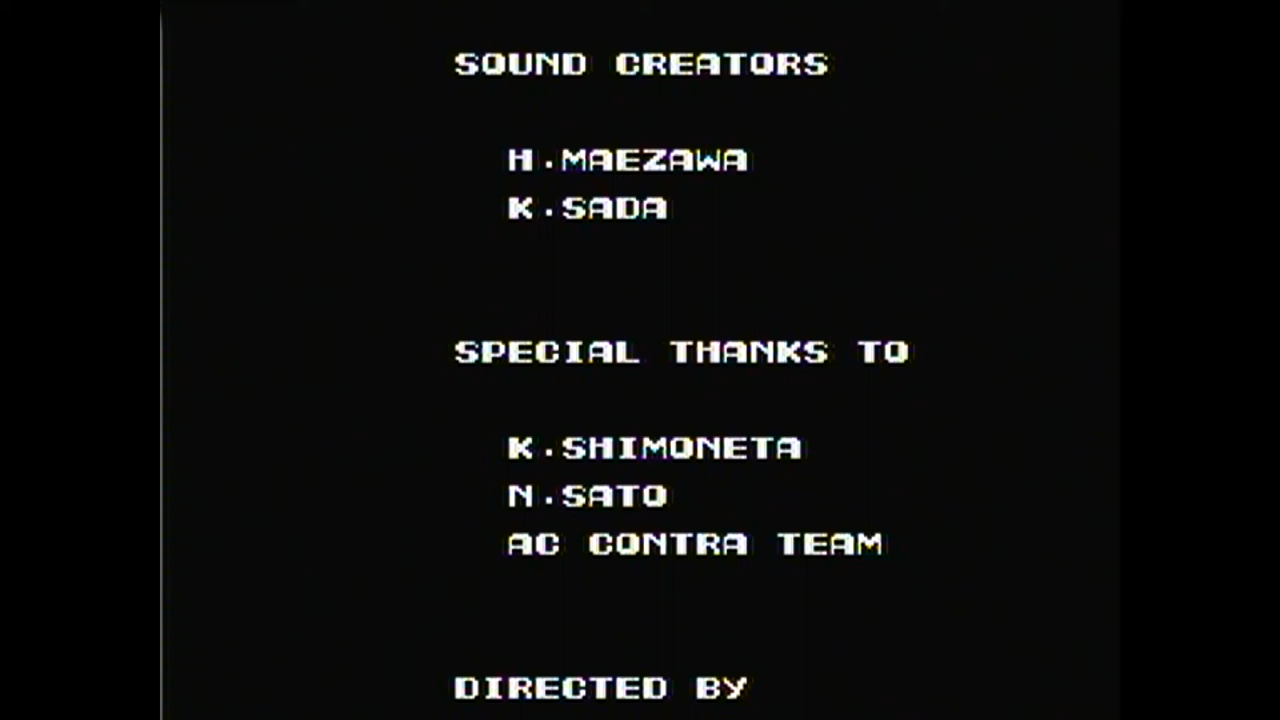 SOUND CREATORS
H.MAEZAWA
K.SADA
SPECIAL THANKS TO
K.SHIMONETA
N.SATO
AC CONTRA TEAM
DIRECTED BY